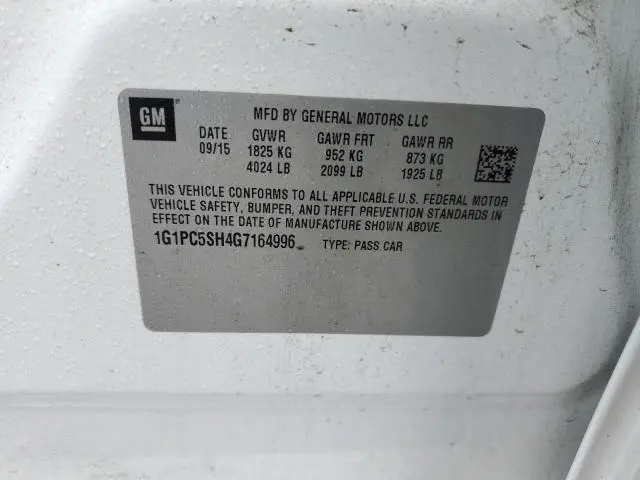 GM
MFD BY GENERAL MOTORS LLC
DATE GVWR GAWR FRT GAWR RR
09/15 1825 KG 952 KG 873 KG
4024 LB 2099 LB 1925 LB
THIS VEHICLE CONFORMS TO ALL APPLICABLE U.S. FEDERAL MOTOR
VEHICLE SAFETY, BUMPER, AND THEFT PREVENTION STANDARDS IN
EFFECT ON THE DATE OF MANUFACTURE SHOWN ABOVE.
1G1PC5SH4G7164996 TYPE: PASS CAR